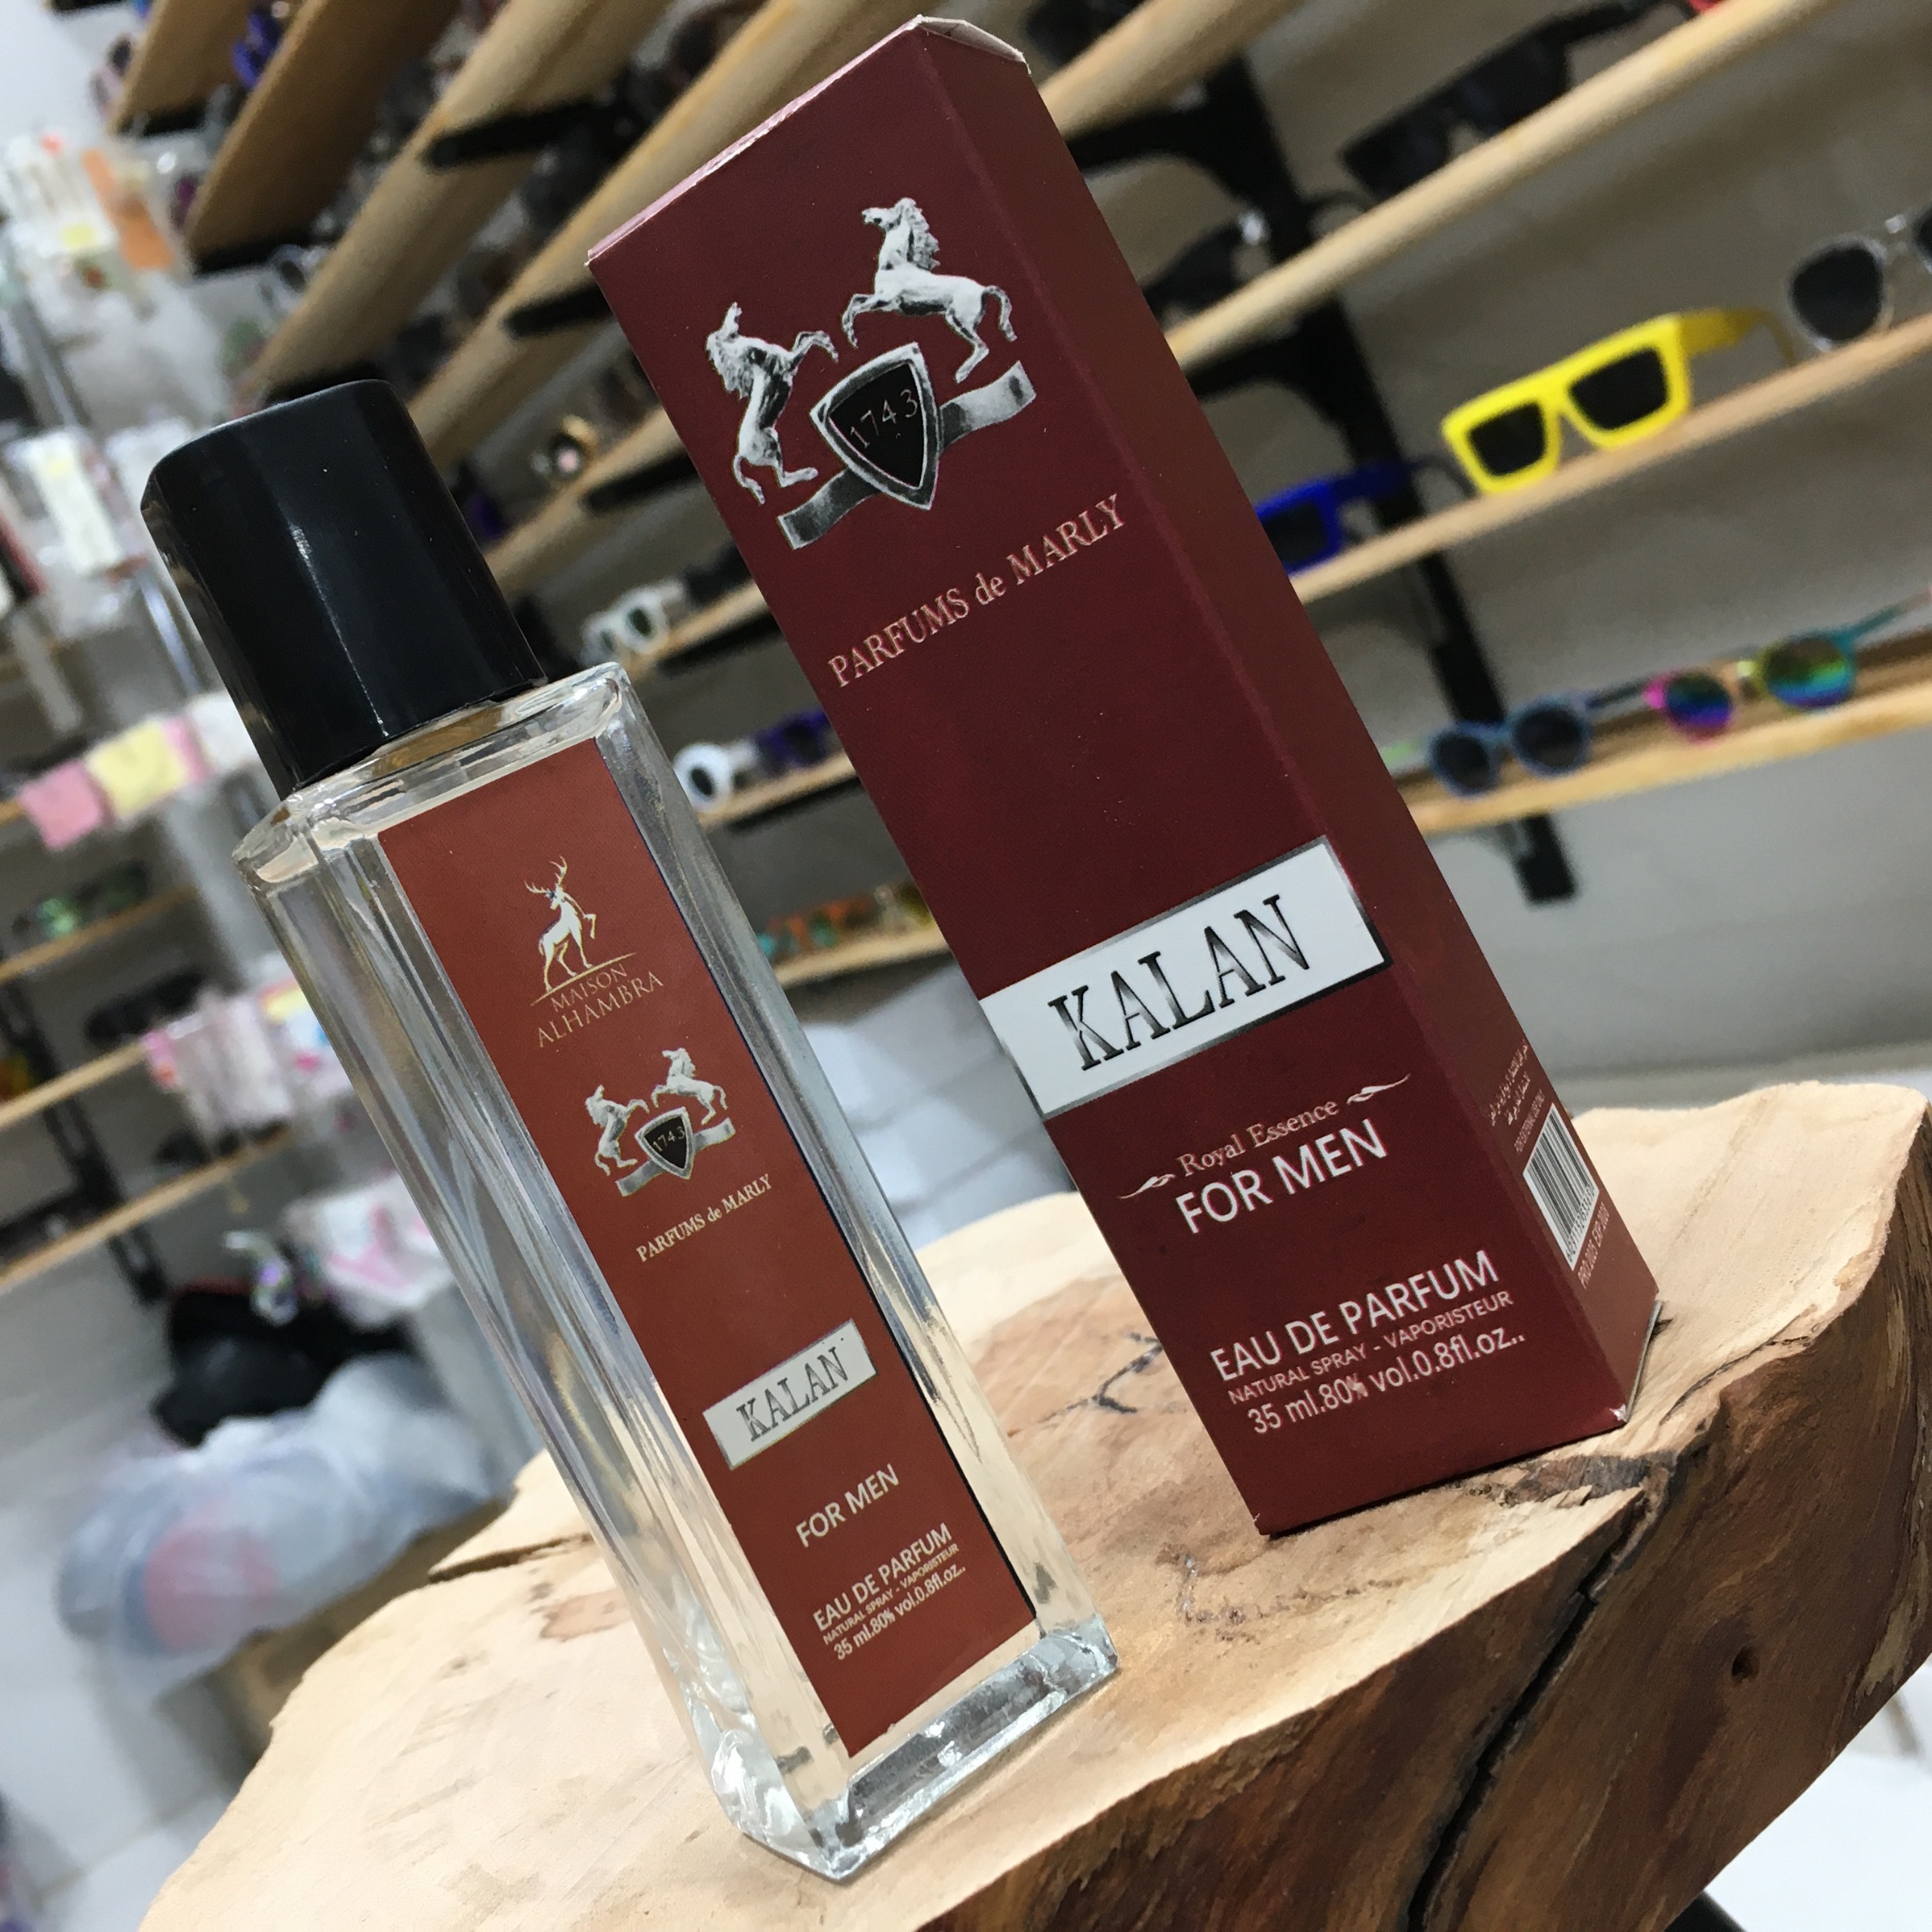 1743
PARFUMS de MARLY
KALAN
Royal Essence
FOR MEN
EAU DE PARFUM
NATURAL SPRAY - VAPORISTEUR
35 ml.80% vol.0.8fl.oz..
MAISON
ALHAMBRA
1743
PARFUMS de MARLY
KALAN
FOR MEN
EAU DE PARFUM
NATURAL SPRAY - VAPORISTEUR
35 ml.80% vol.0.8fl.oz..